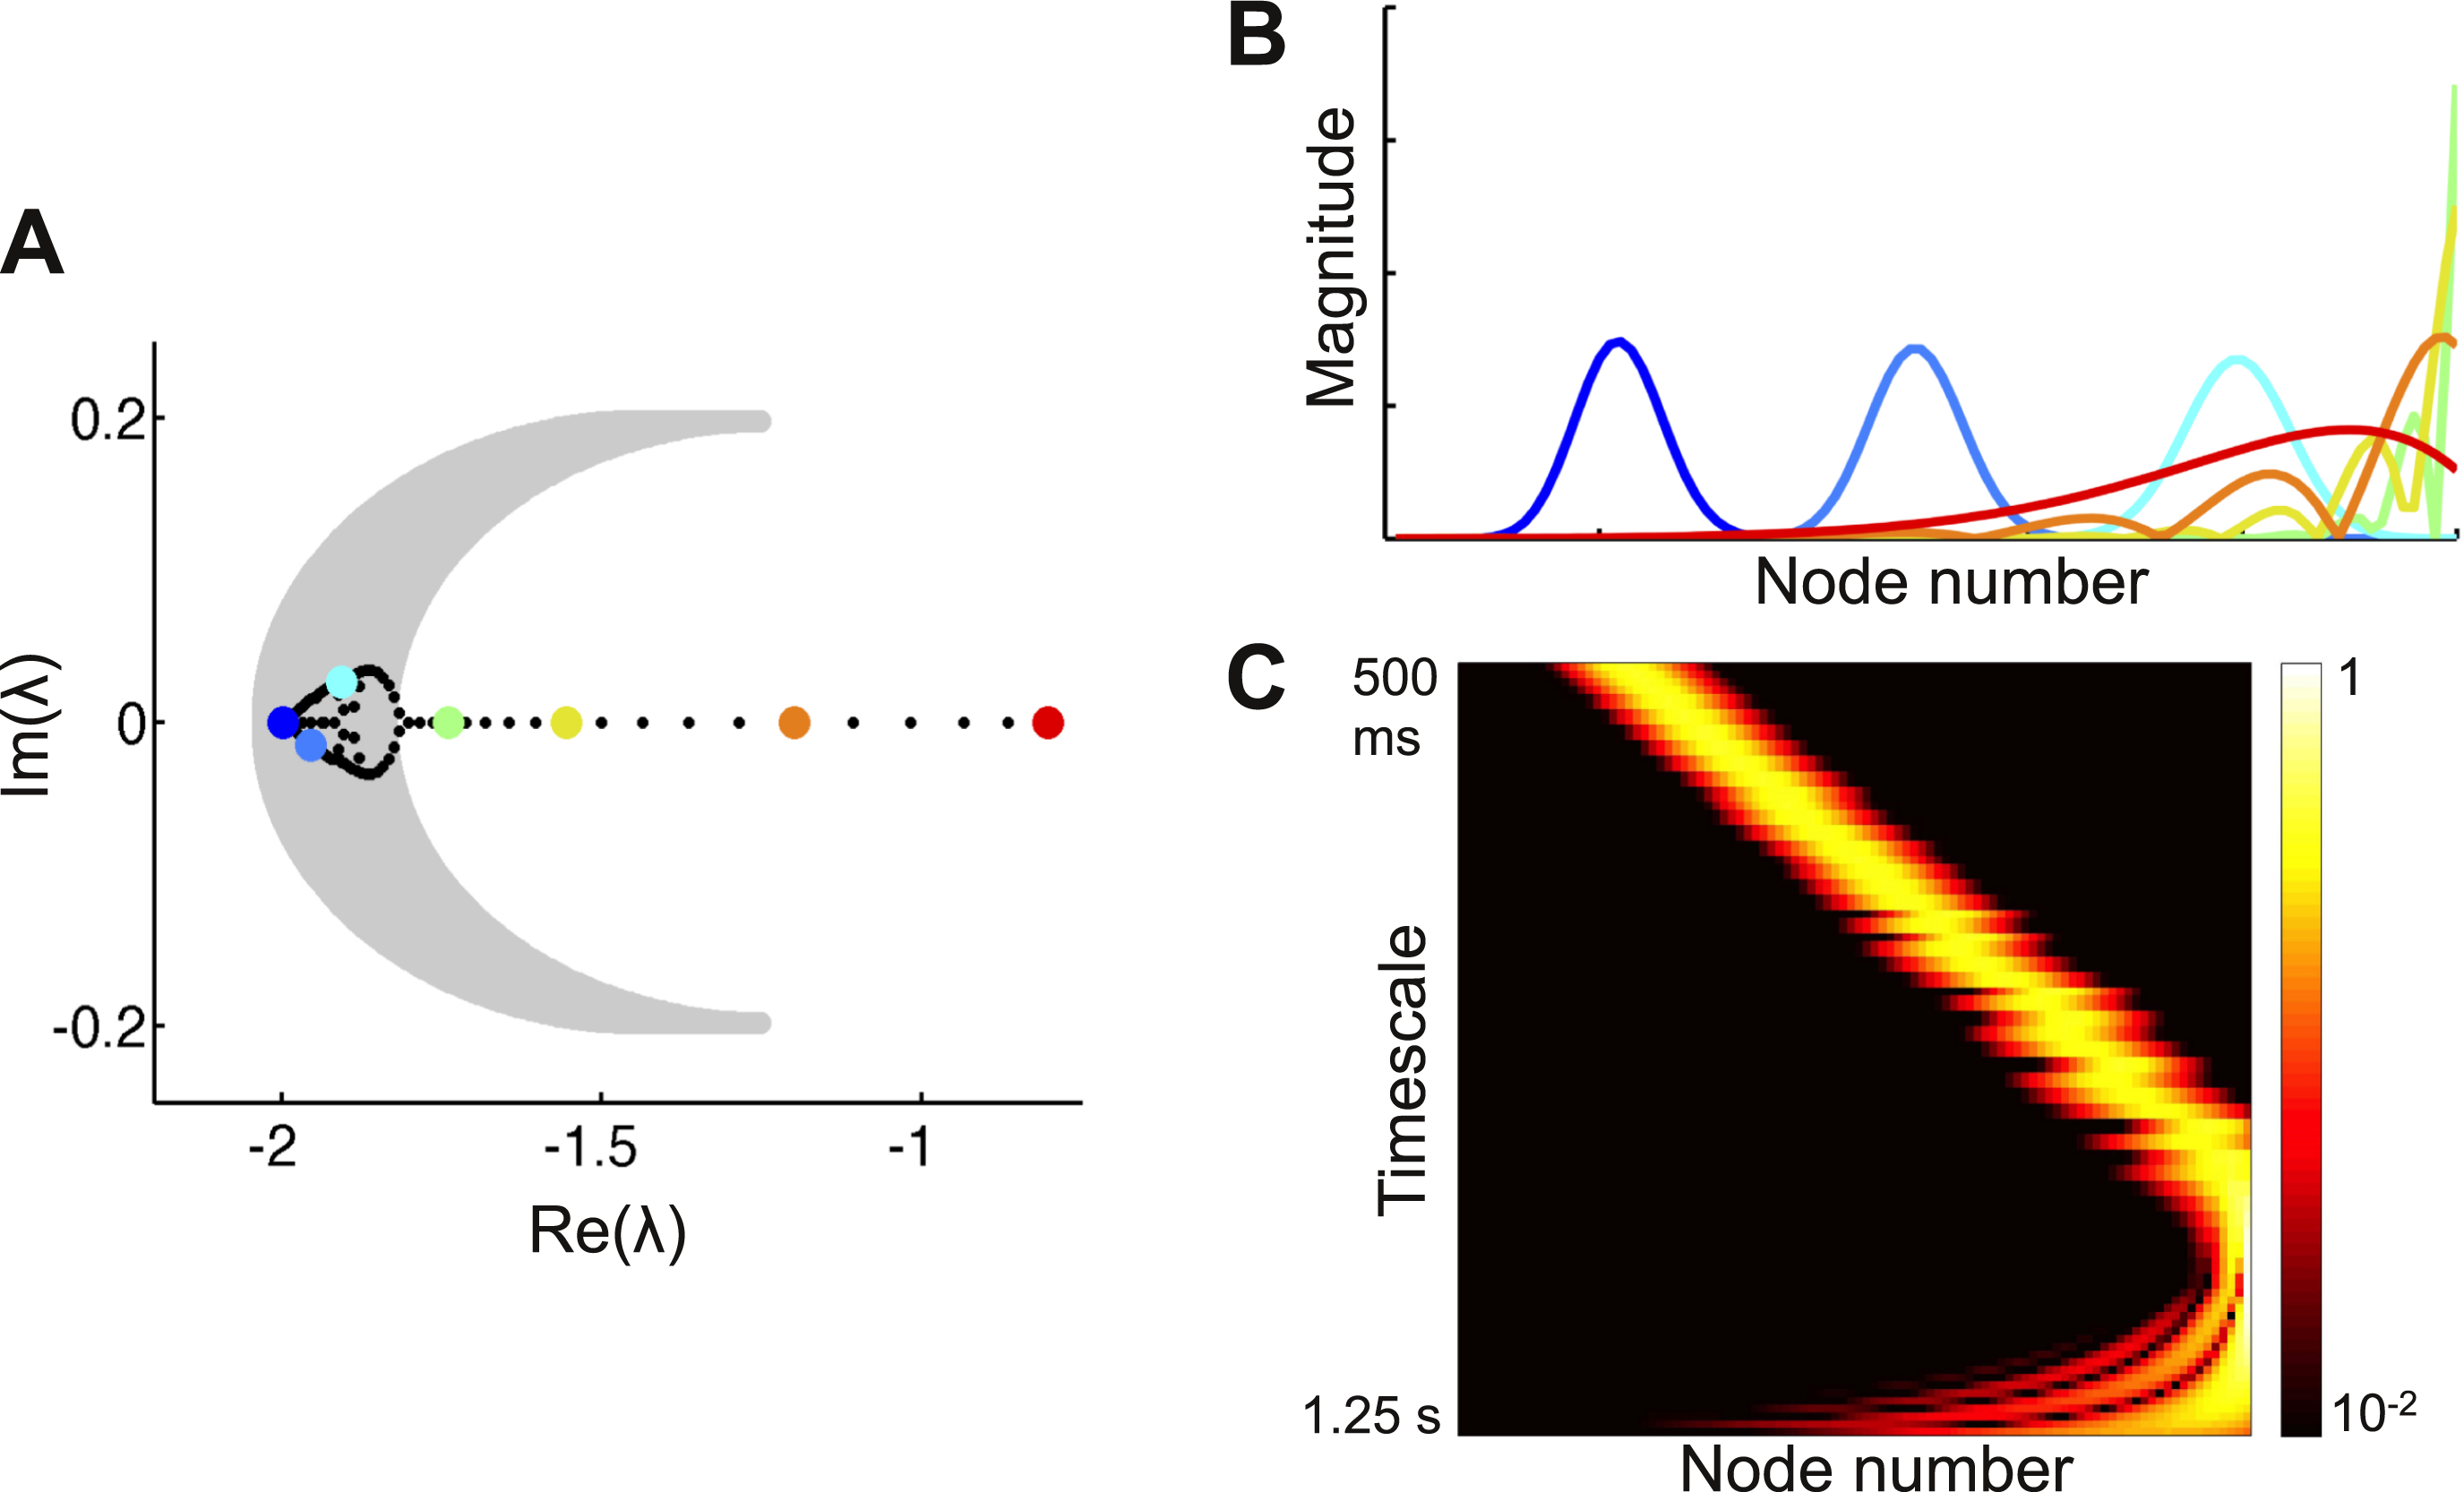 A
0.2
0
-0.2
Im(λ)
-2
-1.5
-1
Re(λ)
B
Magnitude
Node number
C
500
ms
Timescale
1.25 s
1
10-2
Node number